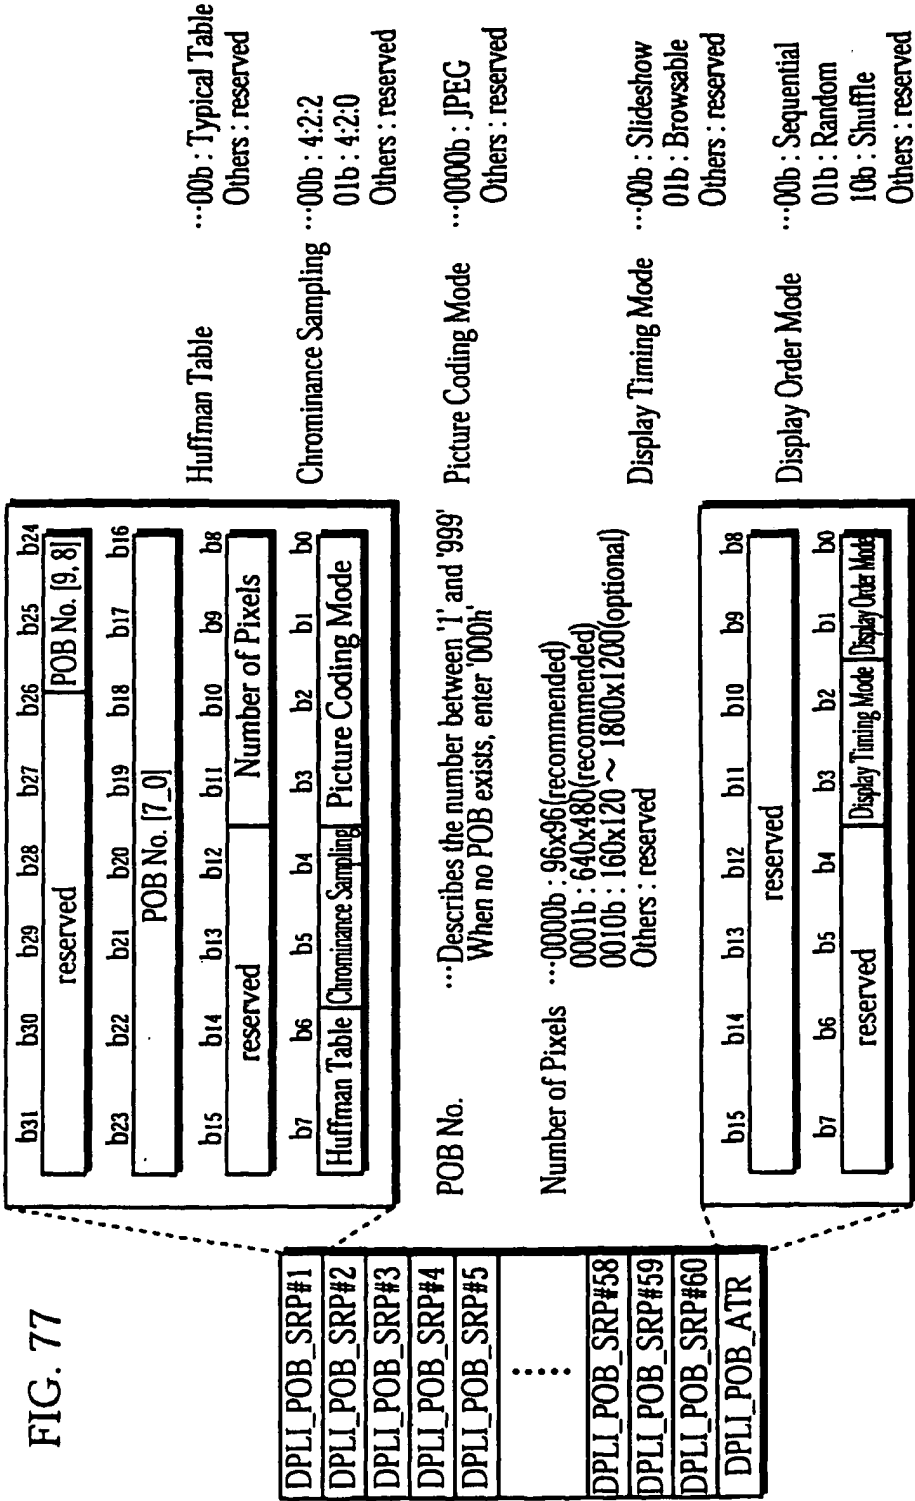 FIG. 77
DPLI_POB_SRP#1
DPLI_POB_SRP#2
DPLI_POB_SRP#3
DPLI_POB_SRP#4
DPLI_POB_SRP#5
⋯⋯
DPLI_POB_SRP#58
DPLI_POB_SRP#59
DPLI_POB_SRP#60
DPLI_POB_ATR
b31 b30 b29 b28 b27 b26 b25 b24
reserved POB No. [9, 8]
b23 b22 b21 b20 b19 b18 b17 b16
POB No. [7_0]
b15 b14 b13 b12 b11 b10 b9 b8
reserved Number of Pixels
b7 b6 b5 b4 b3 b2 b1 b0
Huffman Table Chrominance Sampling Picture Coding Mode
POB No. ⋯Describes the number between '1' and '999'
When no POB exists, enter '000h'
Number of Pixels ⋯0000b : 96x96(recommended)
0001b : 640x480(recommended)
0010b : 160x120 ~ 1800x1200(optional)
Others : reserved
b15 b14 b13 b12 b11 b10 b9 b8
reserved
b7 b6 b5 b4 b3 b2 b1 b0
reserved Display Timing Mode Display Order Mode
Huffman Table ⋯00b : Typical Table
Others : reserved
Chrominance Sampling ⋯00b : 4:2:2
01b : 4:2:0
Others : reserved
Picture Coding Mode ⋯0000b : JPEG
Others : reserved
Display Timing Mode ⋯00b : Slideshow
01b : Browsable
Others : reserved
Display Order Mode ⋯00b : Sequential
01b : Random
10b : Shuffle
Others : reserved